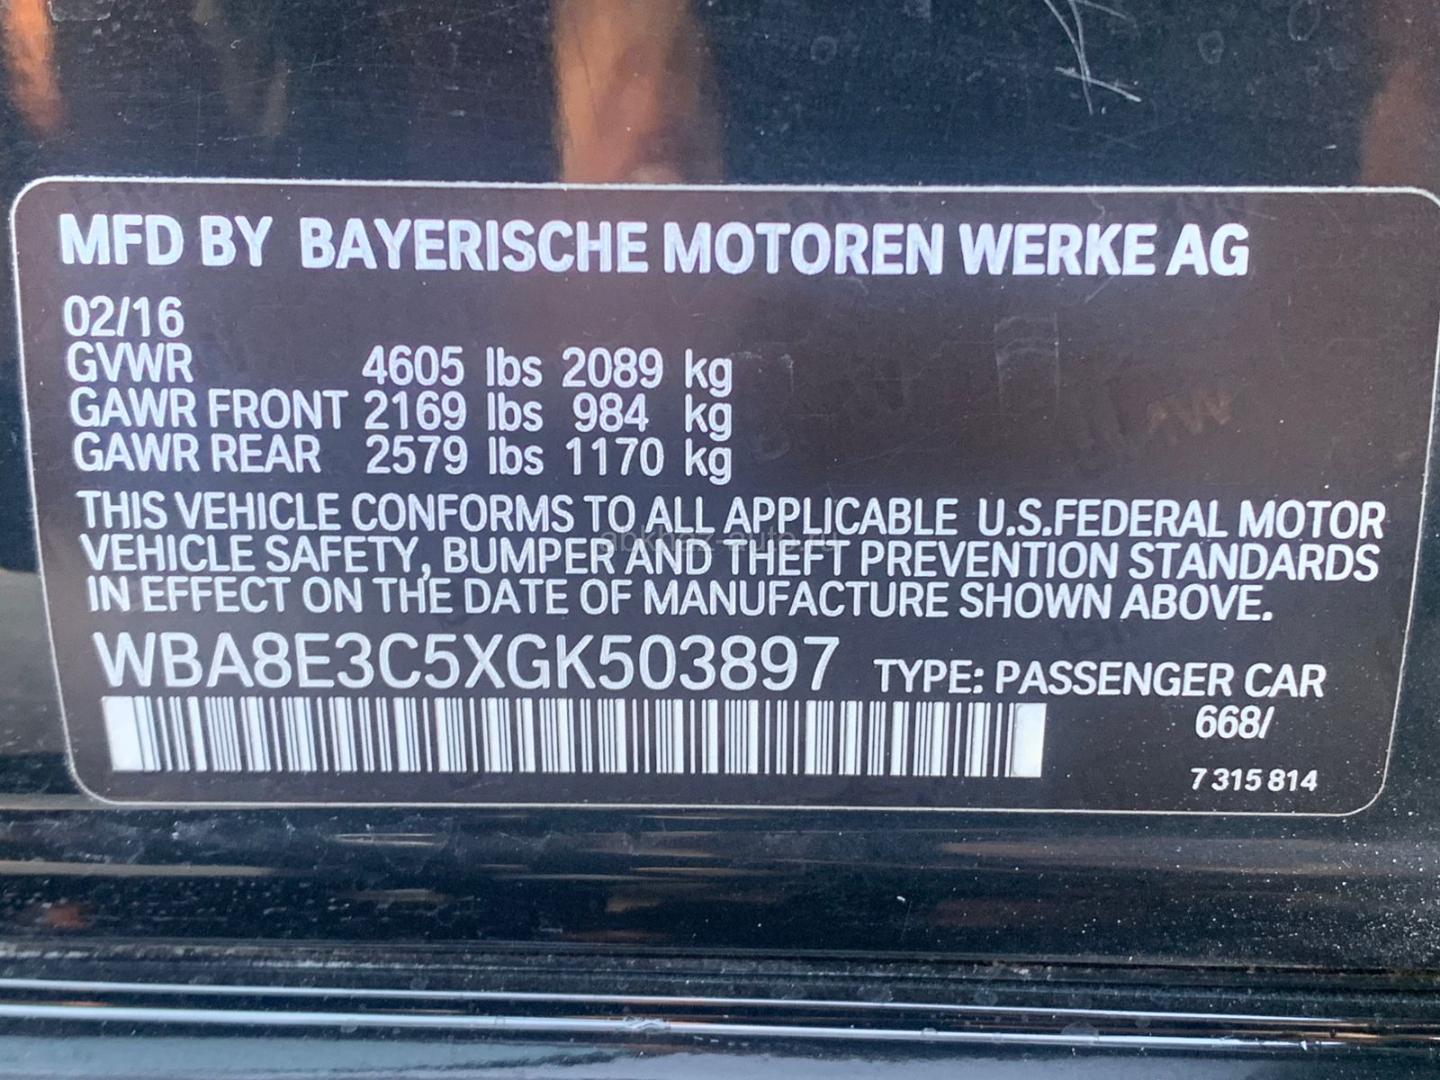 MFD BY BAYERISCHE MOTOREN WERKE AG
02/16
GVWR 4605 lbs 2089 kg
GAWR FRONT 2169 lbs 984 kg
GAWR REAR 2579 lbs 1170 kg
THIS VEHICLE CONFORMS TO ALL APPLICABLE U.S.FEDERAL MOTOR
VEHICLE SAFETY, BUMPER AND THEFT PREVENTION STANDARDS
IN EFFECT ON THE DATE OF MANUFACTURE SHOWN ABOVE.
WBA8E3C5XGK503897 TYPE: PASSENGER CAR
668/
7 315 814
abkhaz-auto.ru